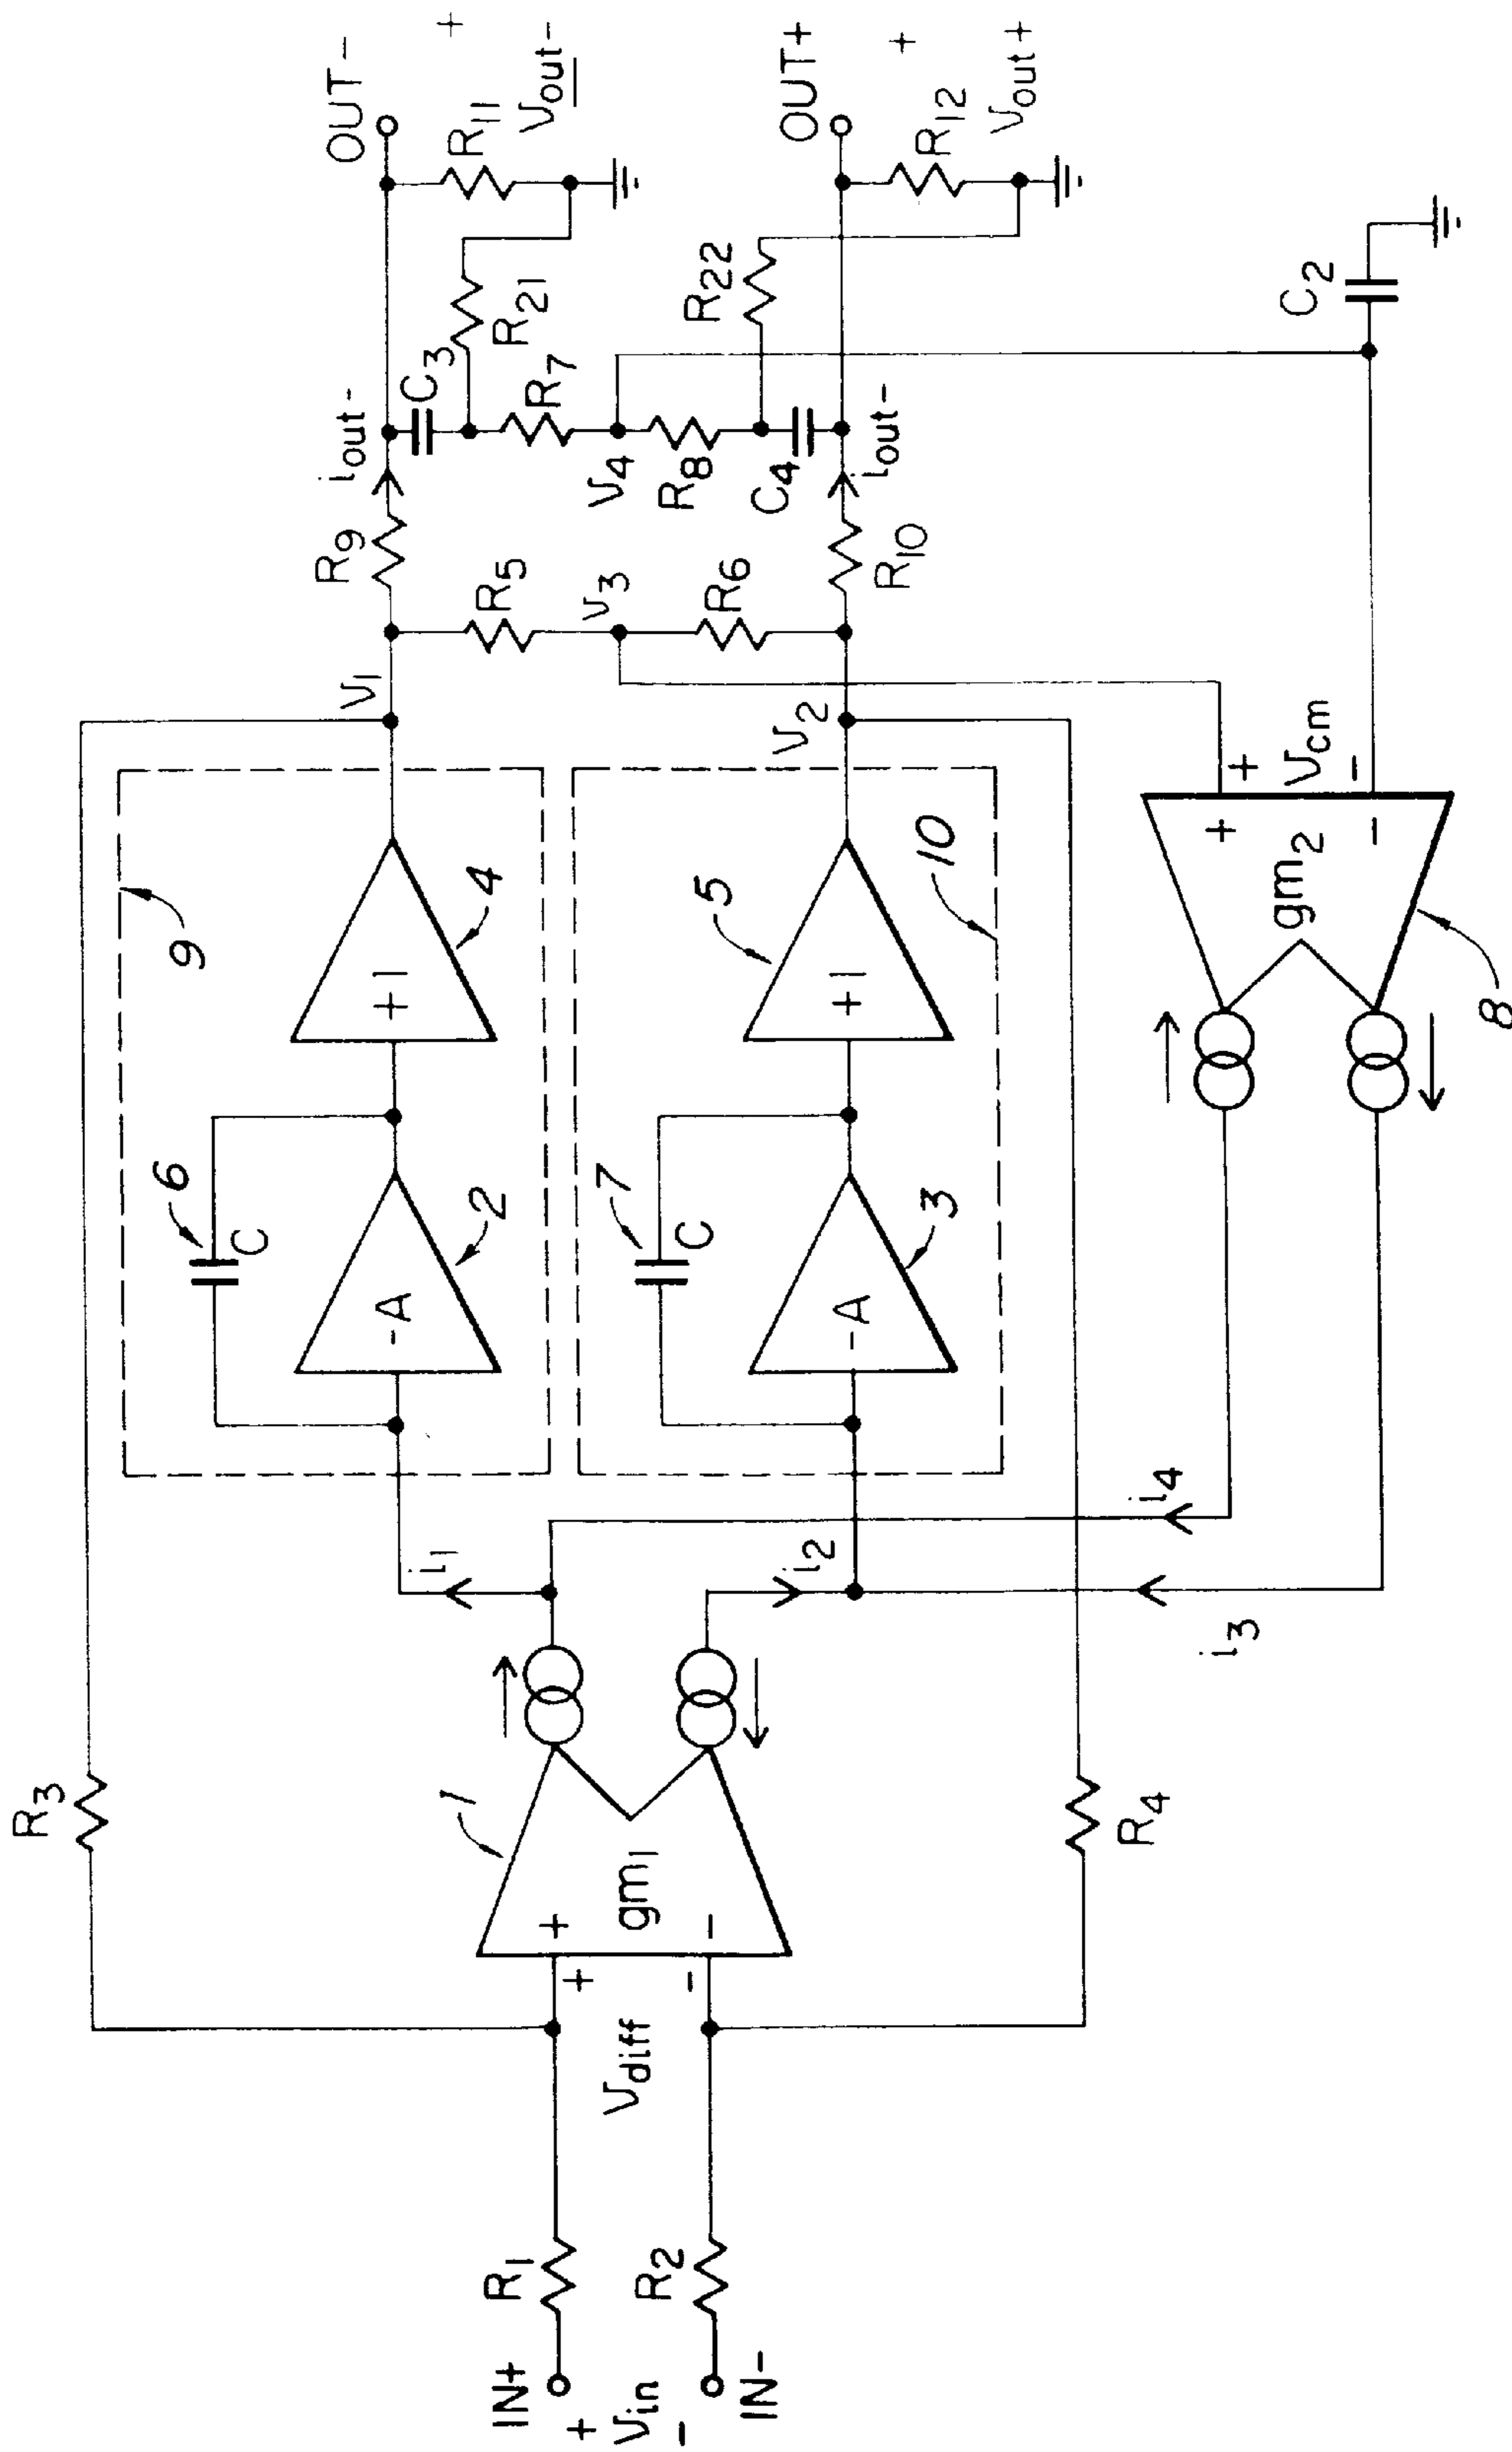 R3
R1
IN+
+
Vin
-
IN-
R2
Vdiff
+
-
+
gm1
-
1
R4
i1
i2
i3
i4
6
C
-A
2
+1
4
9
7
C
-A
3
+1
5
10
8
gm2
+
-
+
Vcm
-
V1
V2
R5
V3
R6
R9
R10
iout-
iout-
C3
R21
R7
V4
R8
C4
R22
C2
OUT-
+
R11
Vout-
OUT+
+
R12
Vout+